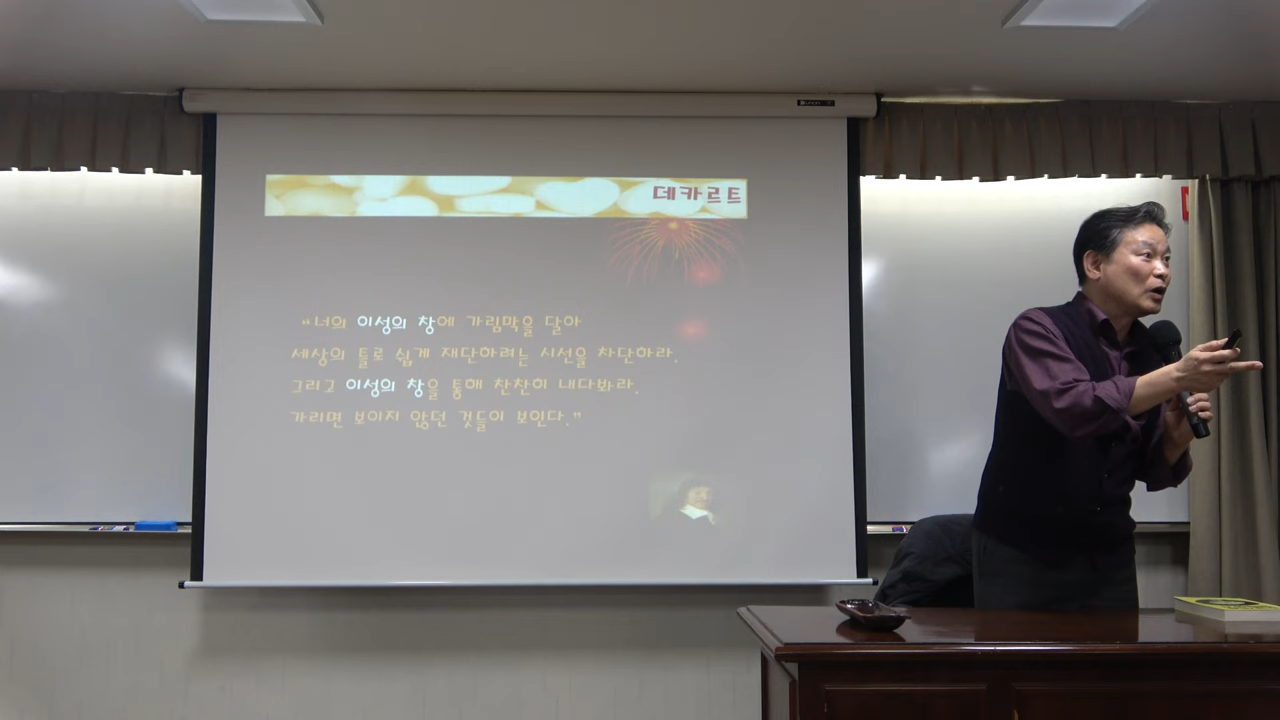 데카르트
“너의 이성의 창에 가림막을 달아
세상의 틀로 쉽게 재단하려는 시선을 차단하라.
그리고 이성의 창을 통해 찬찬히 내다봐라.
가리면 보이지 않던 것들이 보인다.”